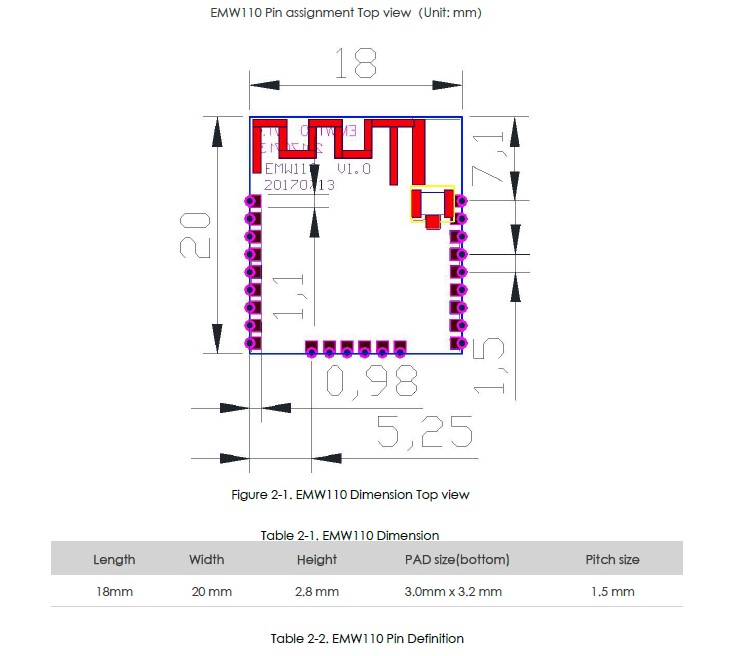 EMW110 Pin assignment Top view（Unit: mm）
18
EMW110 V1.0
20170713
7,1
20
1,1
1,5
0,98
5,25
Figure 2-1. EMW110 Dimension Top view
Table 2-1. EMW110 Dimension
Length Width Height PAD size(bottom) Pitch size
18mm 20 mm 2.8 mm 3.0mm x 3.2 mm 1.5 mm
Table 2-2. EMW110 Pin Definition